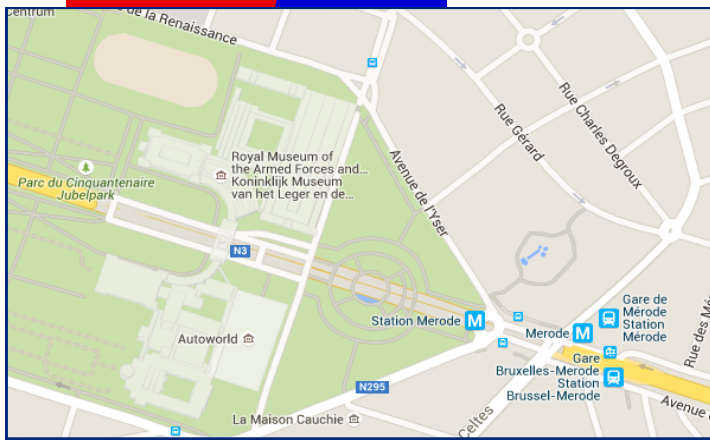 Centrum
de la Renaissance
Rue Gérard
Rue Charles Degroux
Royal Museum of
the Armed Forces and...
Koninklijk Museum
van het Leger en de...
Avenue de l'Yser
Parc du Cinquantenaire
Jubelpark
N3
Station Merode
M
Merode
M
Gare de
Mérode
Station
Mérode
Rue des
Autoworld
Gare
Bruxelles-Merode
Station
Brussel-Merode
N295
La Maison Cauchie
Celtes
Avenue